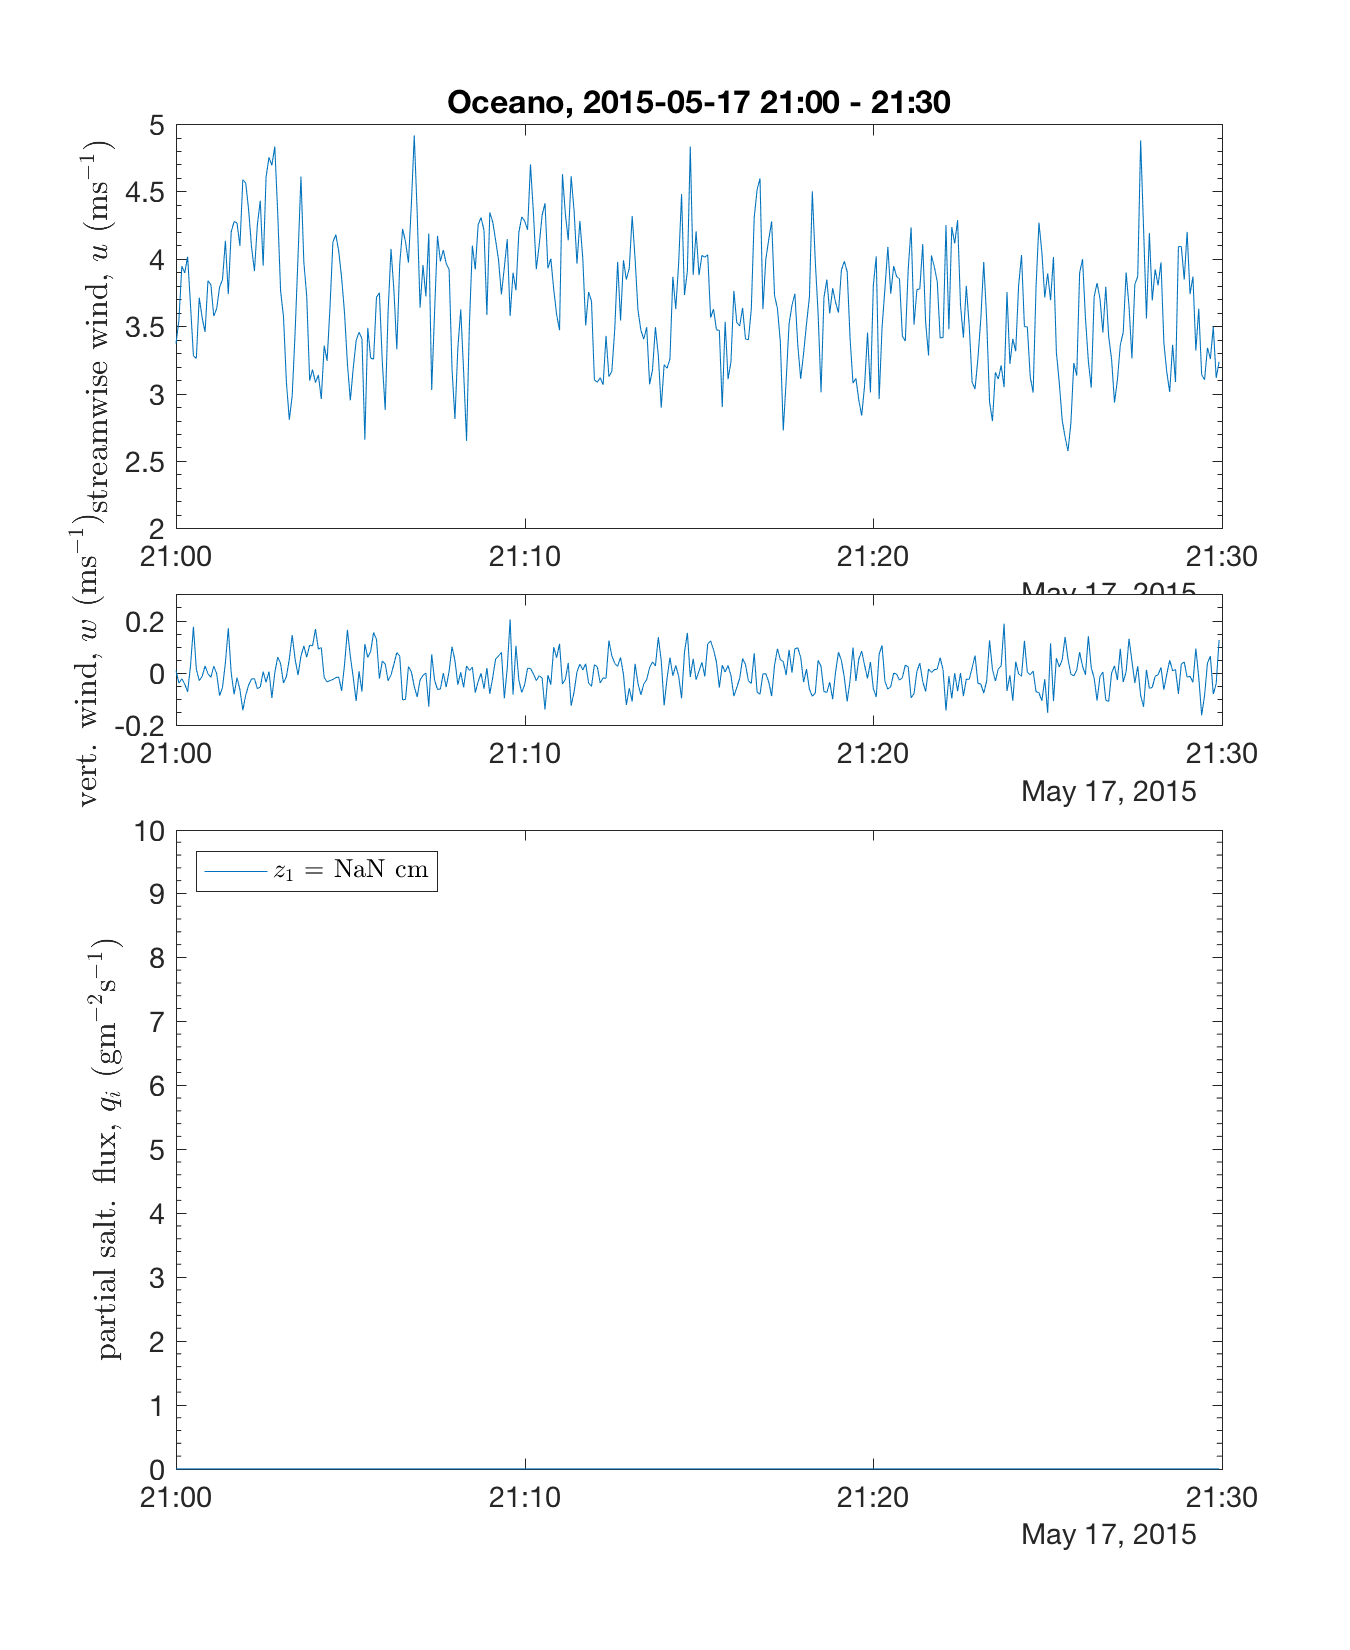 Oceano, 2015-05-17 21:00 - 21:30
streamwise wind, u (ms⁻¹)
5
4.5
4
3.5
3
2.5
2
21:00 21:10 21:20 21:30
May 17, 2015
vert. wind, w (ms⁻¹)
0.2
0
-0.2
21:00 21:10 21:20 21:30
May 17, 2015
partial salt. flux, qᵢ (gm⁻²s⁻¹)
10
9
8
7
6
5
4
3
2
1
0
z₁ = NaN cm
21:00 21:10 21:20 21:30
May 17, 2015